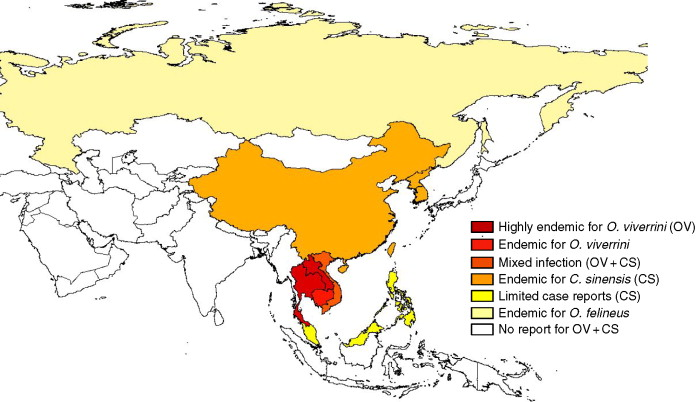 Highly endemic for O. viverrini (OV)
Endemic for O. viverrini
Mixed infection (OV + CS)
Endemic for C. sinensis (CS)
Limited case reports (CS)
Endemic for O. felineus
No report for OV + CS